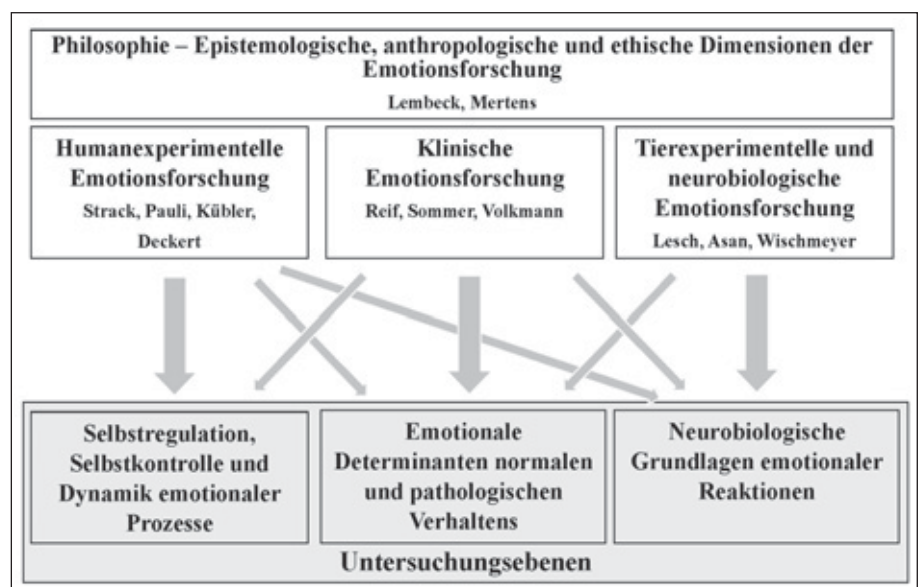 Philosophie – Epistemologische, anthropologische und ethische Dimensionen der
Emotionsforschung
Lembeck, Mertens
Humanexperimentelle
Emotionsforschung
Strack, Pauli, Kübler,
Deckert
Klinische
Emotionsforschung
Reif, Sommer, Volkmann
Tierexperimentelle und
neurobiologische
Emotionsforschung
Lesch, Asan, Wischmeyer
Selbstregulation,
Selbstkontrolle und
Dynamik emotionaler
Prozesse
Emotionale
Determinanten normalen
und pathologischen
Verhaltens
Neurobiologische
Grundlagen emotionaler
Reaktionen
Untersuchungsebenen